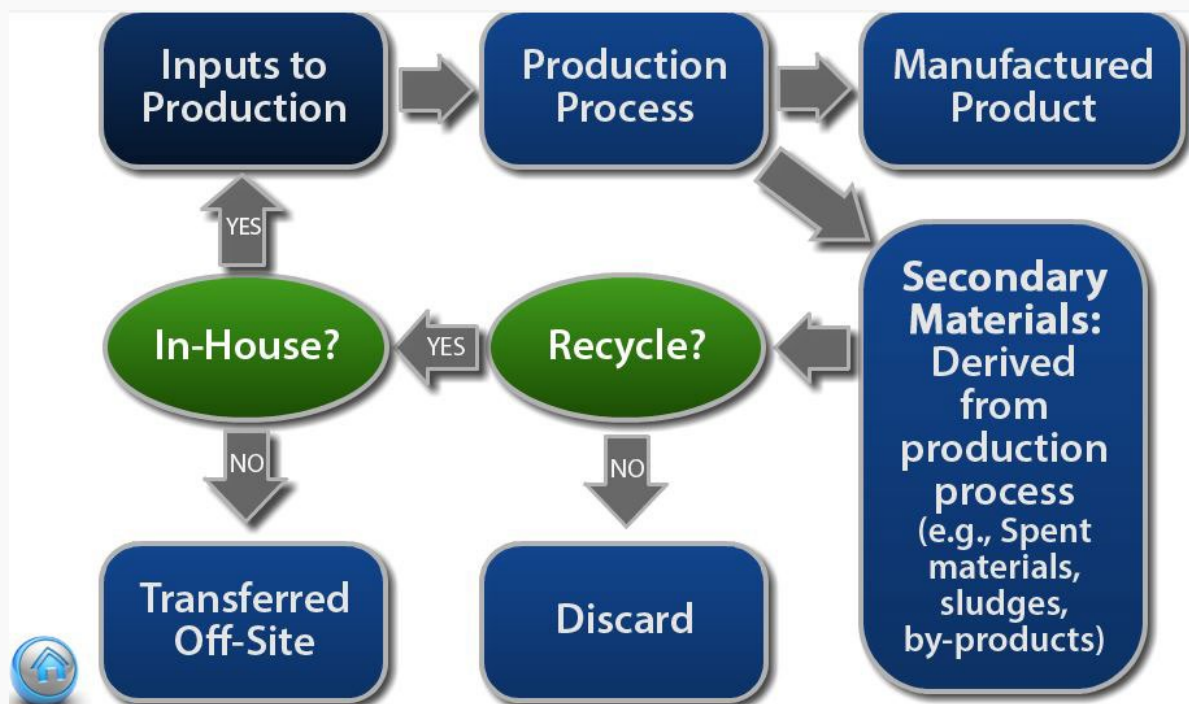 Inputs to
Production
Production
Process
Manufactured
Product
YES
In-House?
YES
Recycle?
Secondary
Materials:
Derived
from
production
process
(e.g., Spent
materials,
sludges,
by-products)
NO
NO
Transferred
Off-Site
Discard